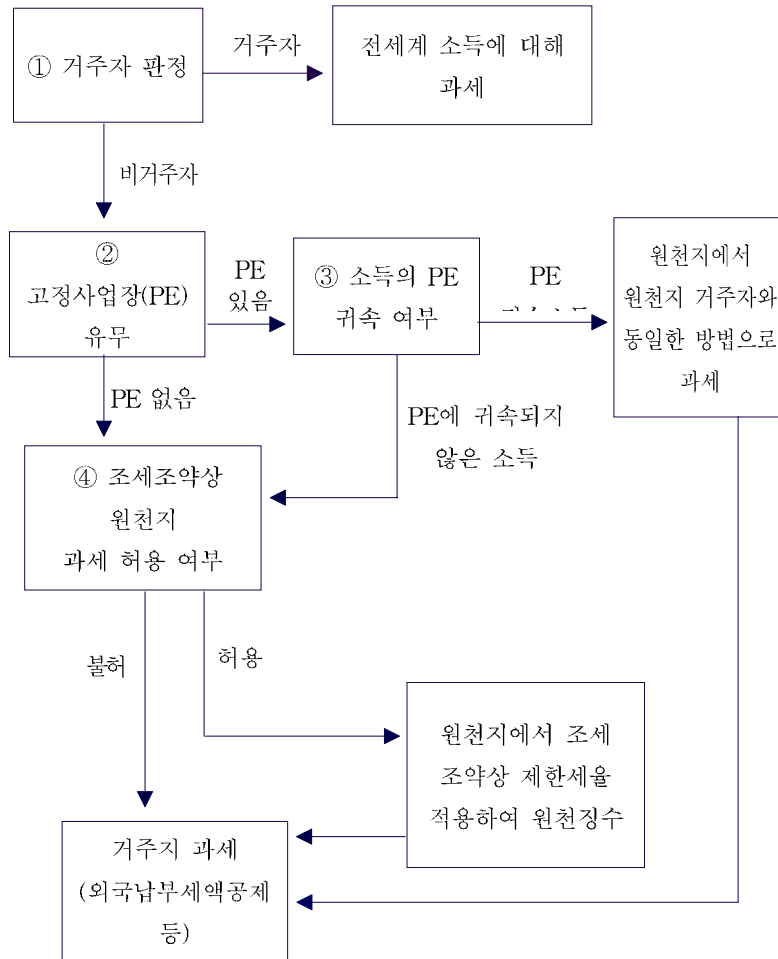 ① 거주자 판정
거주자
전세계 소득에 대해
과세
비거주자
②
고정사업장(PE)
유무
PE
있음
③ 소득의 PE
귀속 여부
PE
원천지에서
원천지 거주자와
동일한 방법으로
과세
PE 없음
PE에 귀속되지
않은 소득
④ 조세조약상
원천지
과세 허용 여부
불허
허용
원천지에서 조세
조약상 제한세율
적용하여 원천징수
거주지 과세
(외국납부세액공제
등)